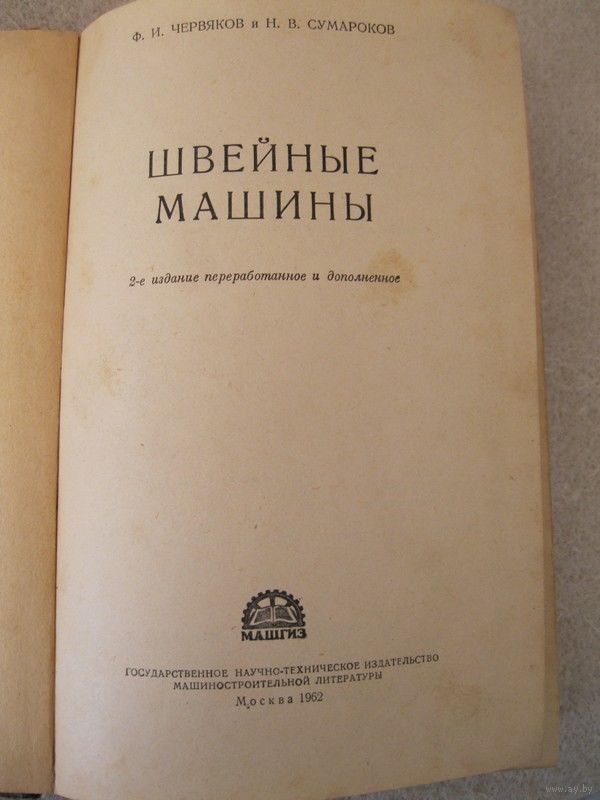 Ф. И. ЧЕРВЯКОВ и Н. В. СУМАРОКОВ
ШВЕЙНЫЕ
МАШИНЫ
2-е издание переработанное и дополненное
МАШГИЗ
ГОСУДАРСТВЕННОЕ НАУЧНО-ТЕХНИЧЕСКОЕ ИЗДАТЕЛЬСТВО
МАШИНОСТРОИТЕЛЬНОЙ ЛИТЕРАТУРЫ
Москва 1962
www.ay.by